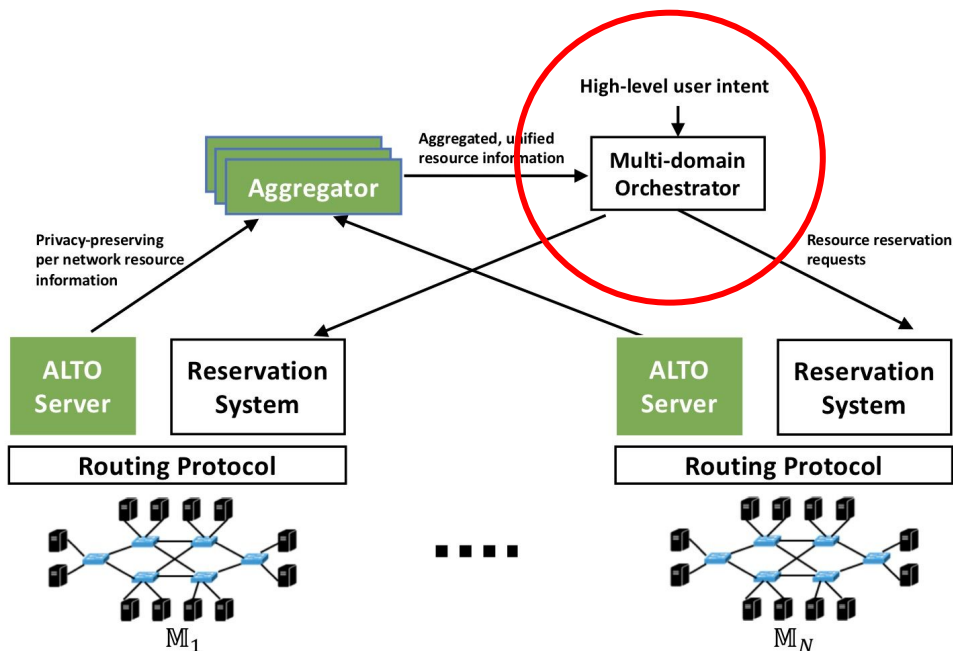 High-level user intent
Aggregated, unified
resource information
Multi-domain
Orchestrator
Aggregator
Privacy-preserving
per network resource
information
Resource reservation
requests
ALTO
Server
Reservation
System
ALTO
Server
Reservation
System
Routing Protocol
Routing Protocol
𝕄₁
𝕄_N